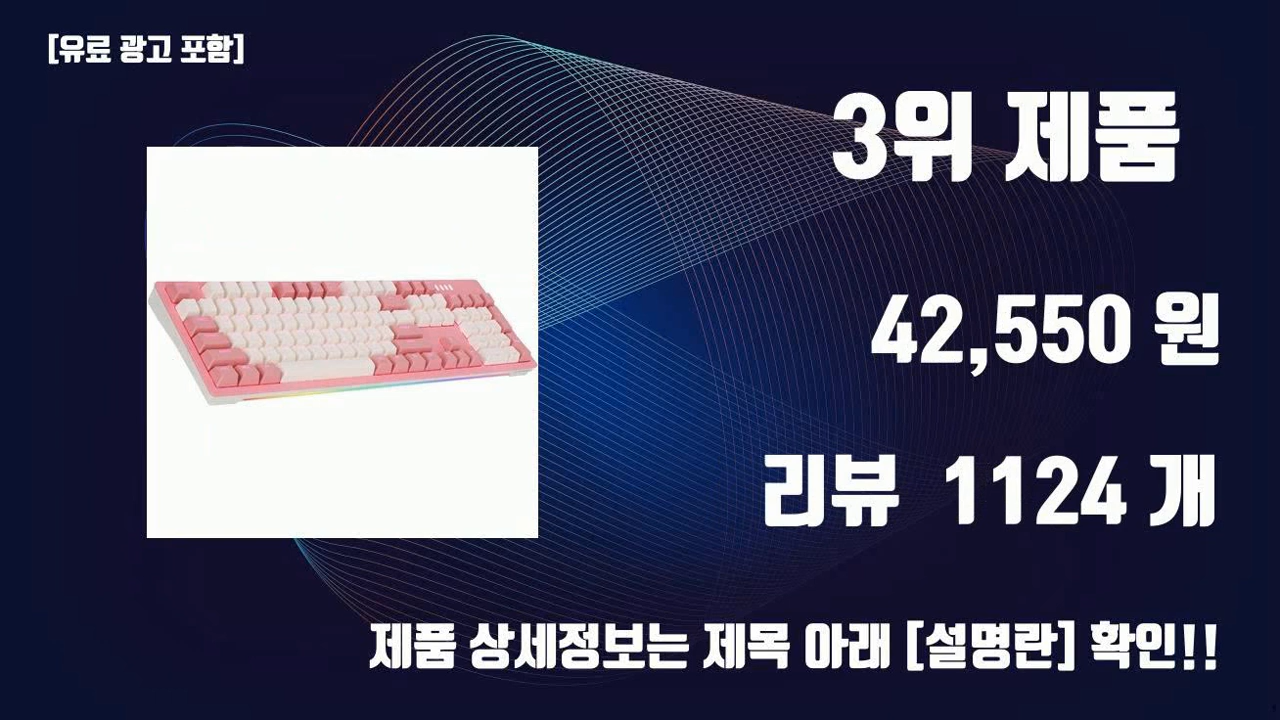 [유료 광고 포함]
3위 제품
42,550 원
리뷰 1124 개
제품 상세정보는 제목 아래 [설명란] 확인!!